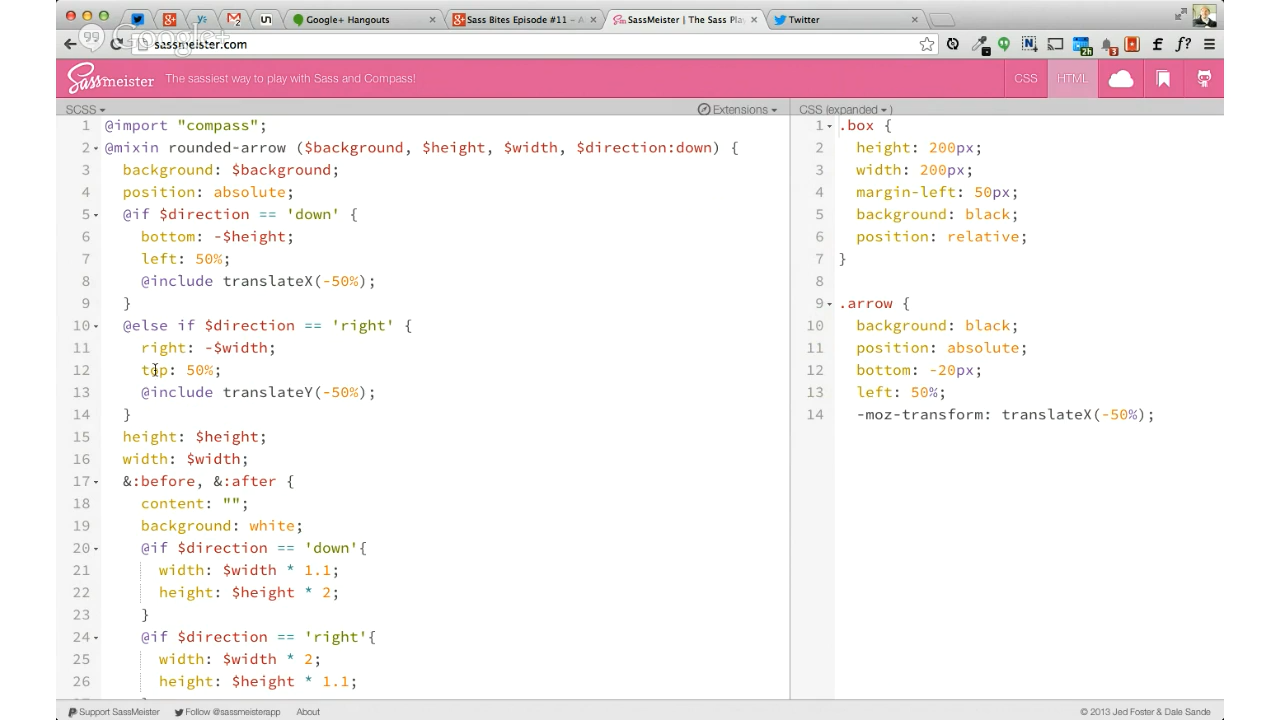 Google+ Hangouts
Sass Bites Episode #11 – A
SassMeister | The Sass Pla
Twitter
Google+
sassmeister.com
2h
3
f?
SassMeister
The sassiest way to play with Sass and Compass!
CSS
HTML
SCSS
Extensions
CSS (expanded)
1 @import "compass";
2 @mixin rounded-arrow ($background, $height, $width, $direction:down) {
3 background: $background;
4 position: absolute;
5 @if $direction == 'down' {
6 bottom: -$height;
7 left: 50%;
8 @include translateX(-50%);
9 }
10 @else if $direction == 'right' {
11 right: -$width;
12 top: 50%;
13 @include translateY(-50%);
14 }
15 height: $height;
16 width: $width;
17 &:before, &:after {
18 content: "";
19 background: white;
20 @if $direction == 'down'{
21 width: $width * 1.1;
22 height: $height * 2;
23 }
24 @if $direction == 'right'{
25 width: $width * 2;
26 height: $height * 1.1;
1 .box {
2 height: 200px;
3 width: 200px;
4 margin-left: 50px;
5 background: black;
6 position: relative;
7 }
8
9 .arrow {
10 background: black;
11 position: absolute;
12 bottom: -20px;
13 left: 50%;
14 -moz-transform: translateX(-50%);
Support SassMeister
Follow @sassmeisterapp
About
© 2013 Jed Foster & Dale Sande